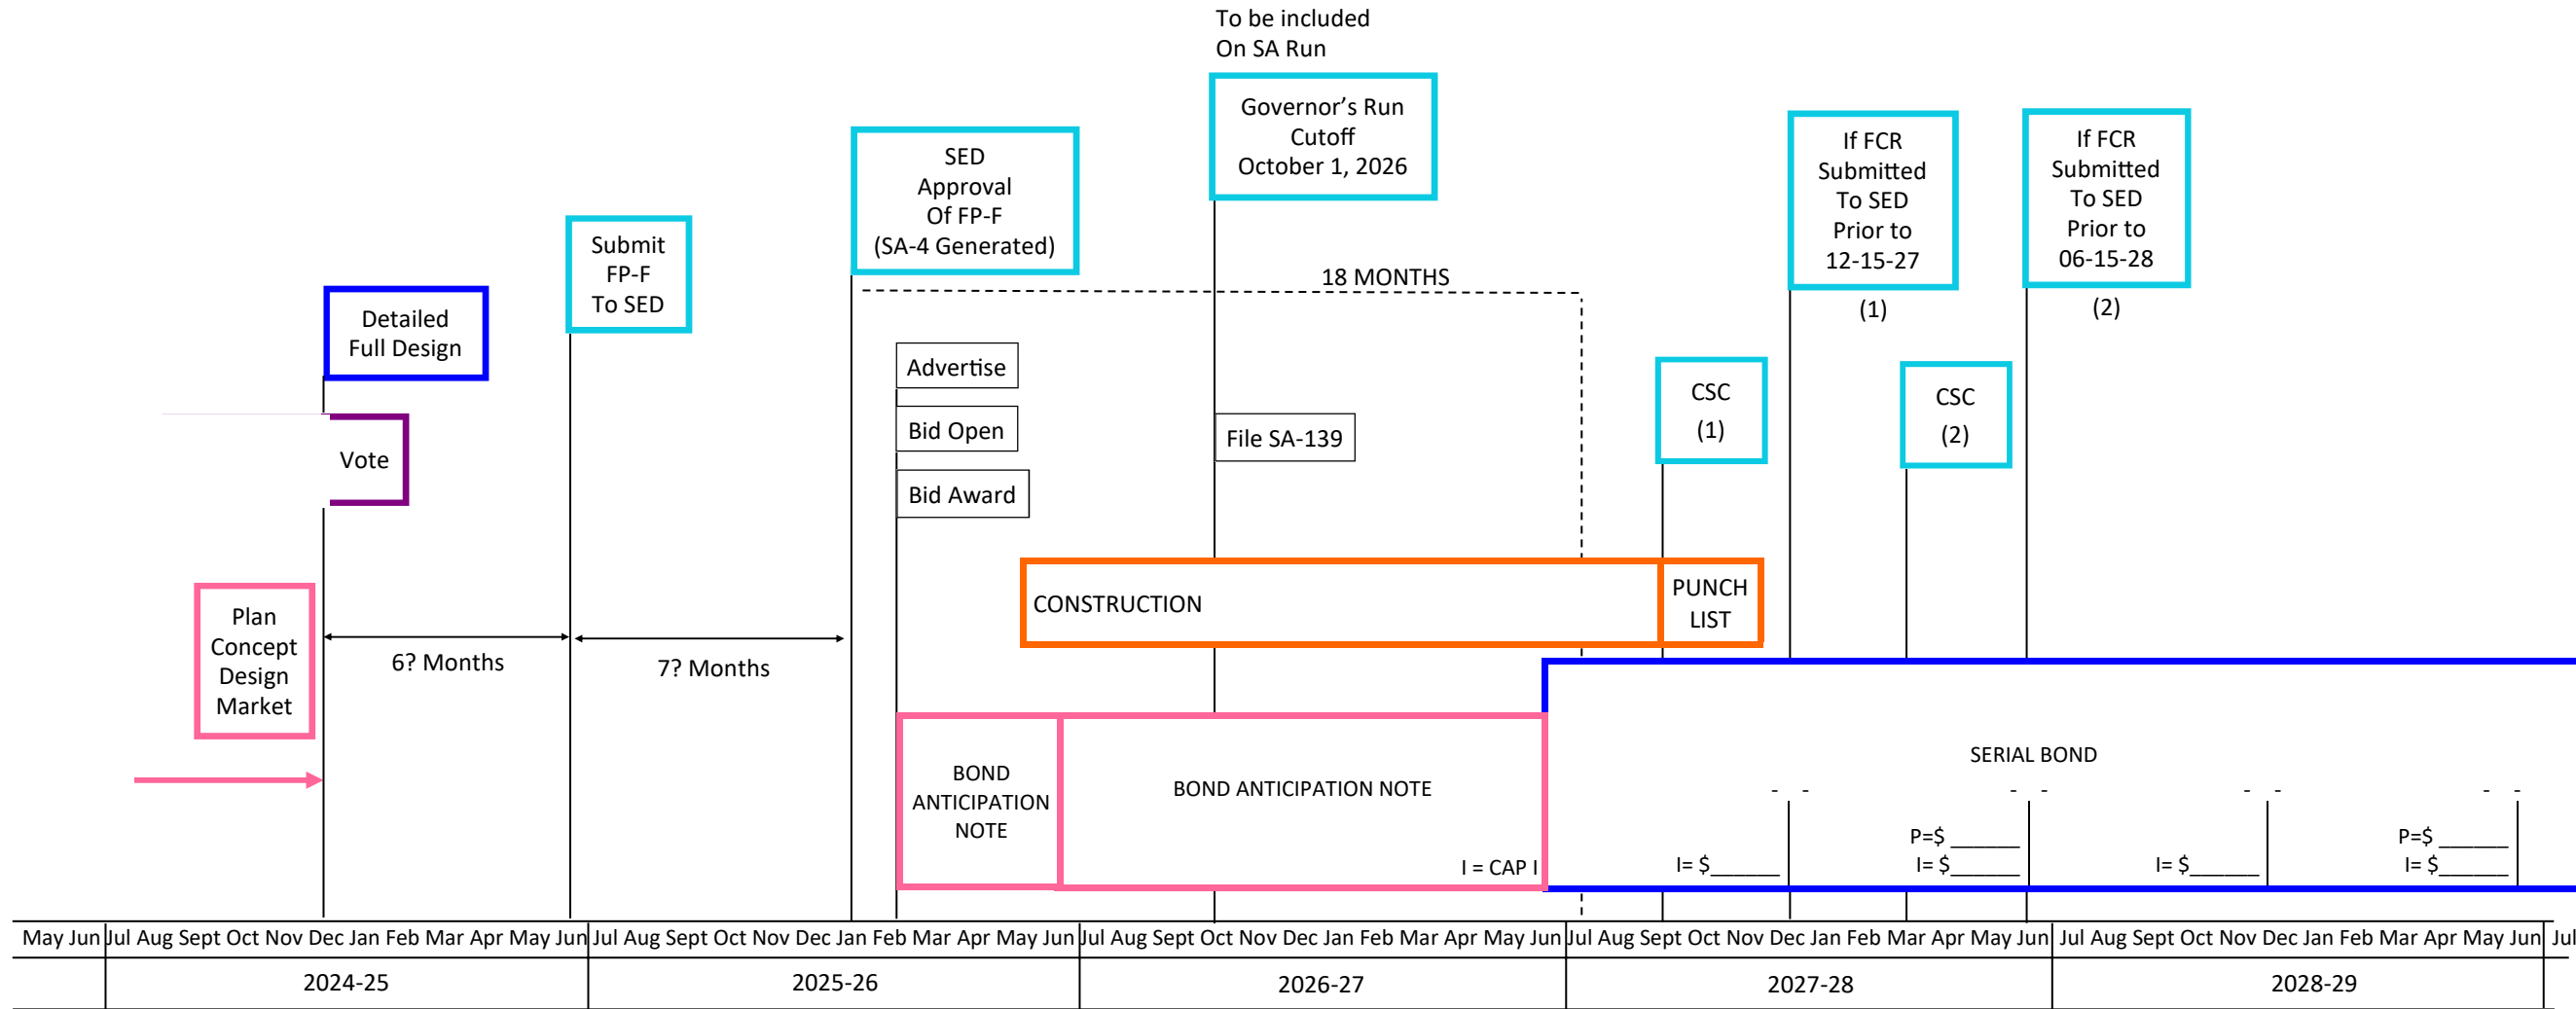 To be included
On SA Run
Governor’s Run
Cutoff
October 1, 2026
SED
Approval
Of FP-F
(SA-4 Generated)
If FCR
Submitted
To SED
Prior to
12-15-27
(1)
If FCR
Submitted
To SED
Prior to
06-15-28
(2)
Submit
FP-F
To SED
18 MONTHS
Detailed
Full Design
Vote
Advertise
Bid Open
Bid Award
File SA-139
CSC
(1)
CSC
(2)
Plan
Concept
Design
Market
6? Months
7? Months
CONSTRUCTION
PUNCH
LIST
BOND
ANTICIPATION
NOTE
BOND ANTICIPATION NOTE
I = CAP I
SERIAL BOND
- - - - - - - -
I= $______
P=$ ______
I= $______
I= $______
P=$ ______
I= $______
May Jun Jul Aug Sept Oct Nov Dec Jan Feb Mar Apr May Jun Jul Aug Sept Oct Nov Dec Jan Feb Mar Apr May Jun Jul Aug Sept Oct Nov Dec Jan Feb Mar Apr May Jun Jul Aug Sept Oct Nov Dec Jan Feb Mar Apr May Jun Jul Aug Sept Oct Nov Dec Jan Feb Mar Apr May Jun Jul
2024-25 2025-26 2026-27 2027-28 2028-29